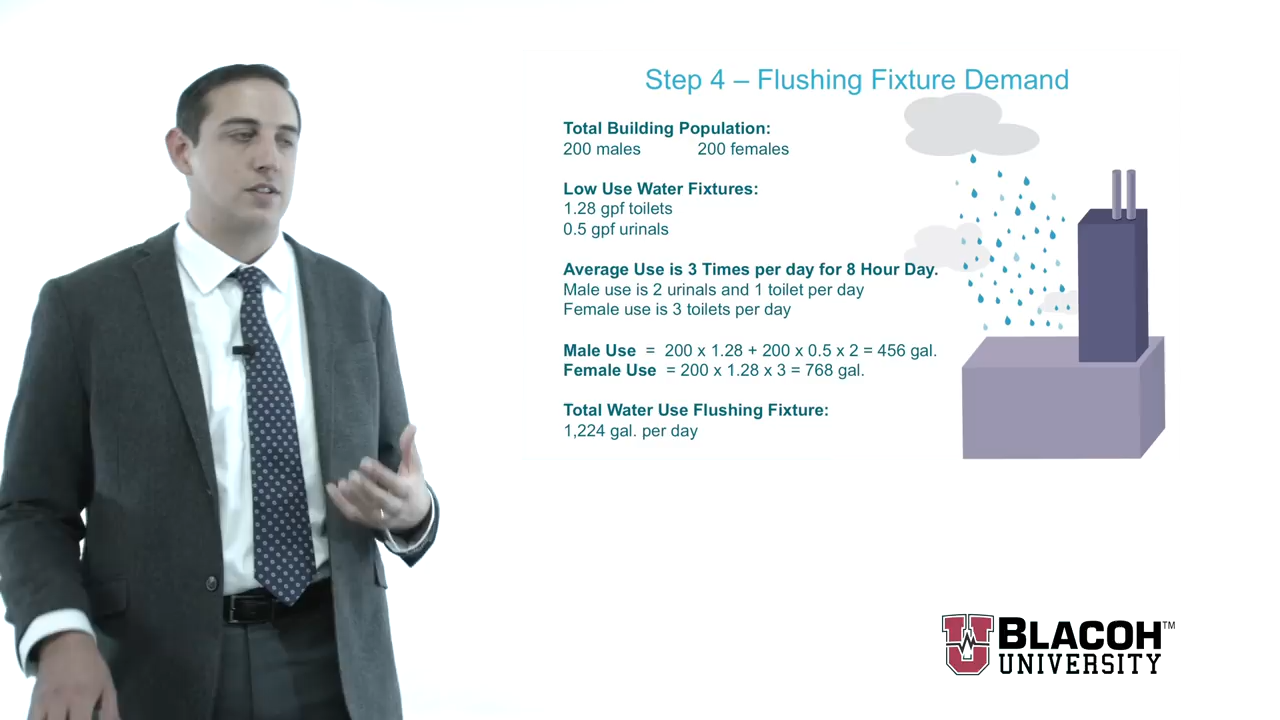 Step 4 – Flushing Fixture Demand
Total Building Population:
200 males 200 females
Low Use Water Fixtures:
1.28 gpf toilets
0.5 gpf urinals
Average Use is 3 Times per day for 8 Hour Day.
Male use is 2 urinals and 1 toilet per day
Female use is 3 toilets per day
Male Use = 200 x 1.28 + 200 x 0.5 x 2 = 456 gal.
Female Use = 200 x 1.28 x 3 = 768 gal.
Total Water Use Flushing Fixture:
1,224 gal. per day
U BLACOH™
UNIVERSITY